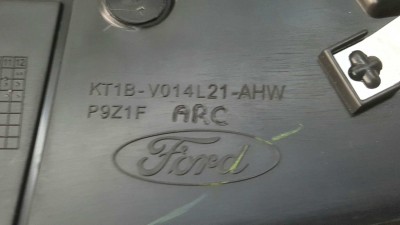 KT1B-V014L21-AHW
P9Z1F ARC
Ford